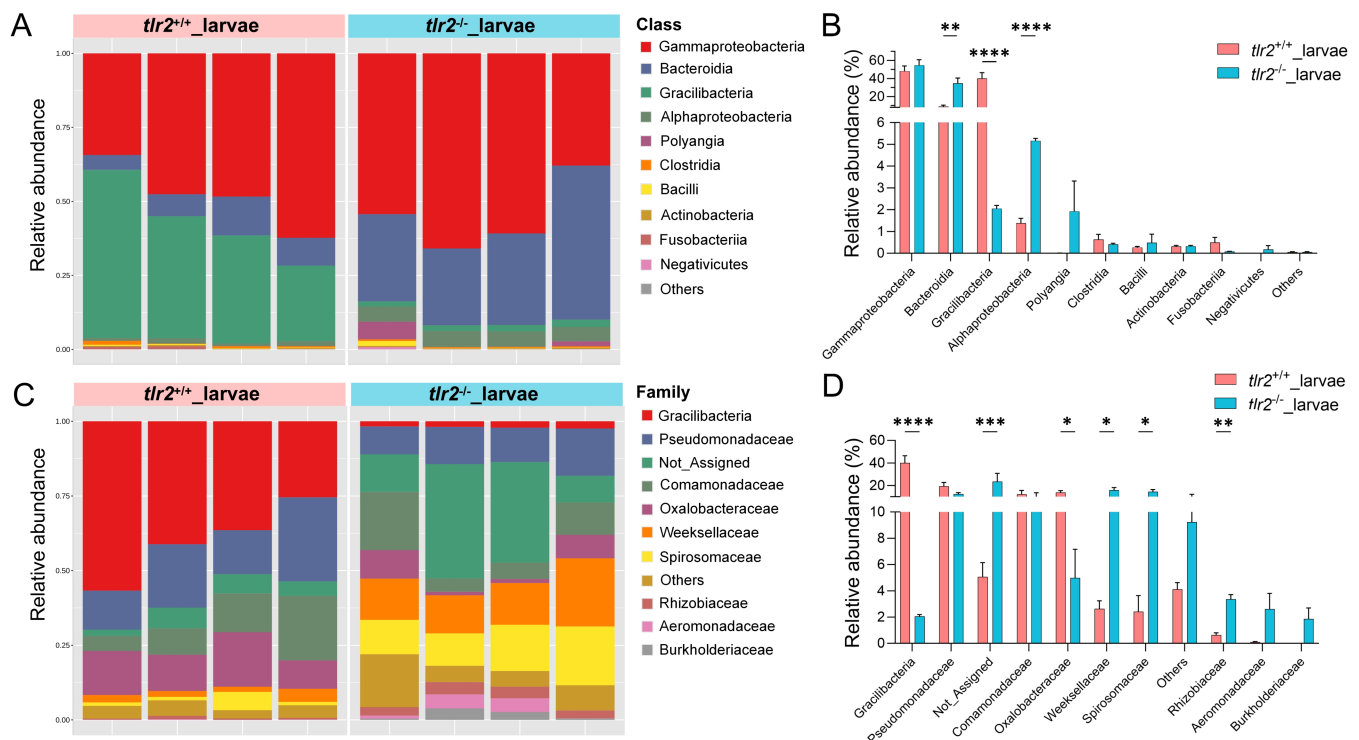 A
tlr2+/+_larvae
tlr2-/-_larvae
Relative abundance
1.00
0.75
0.50
0.25
0.00
Class
Gammaproteobacteria
Bacteroidia
Gracilibacteria
Alphaproteobacteria
Polyangia
Clostridia
Bacilli
Actinobacteria
Fusobacteriia
Negativicutes
Others
B
** **** ****
tlr2+/+_larvae
tlr2-/-_larvae
Relative abundance (%)
60
40
20
6
5
4
3
2
1
0
Gammaproteobacteria
Bacteroidia
Gracilibacteria
Alphaproteobacteria
Polyangia
Clostridia
Bacilli
Actinobacteria
Fusobacteriia
Negativicutes
Others
C
tlr2+/+_larvae
tlr2-/-_larvae
Relative abundance
1.00
0.75
0.50
0.25
0.00
Family
Gracilibacteria
Pseudomonadaceae
Not_Assigned
Comamonadaceae
Oxalobacteraceae
Weeksellaceae
Spirosomaceae
Others
Rhizobiaceae
Aeromonadaceae
Burkholderiaceae
D
tlr2+/+_larvae
tlr2-/-_larvae
**** *** * * * **
Relative abundance (%)
60
40
20
10
8
6
4
2
0
Gracilibacteria
Pseudomonadaceae
Not_Assigned
Comamonadaceae
Oxalobacteraceae
Weeksellaceae
Spirosomaceae
Others
Rhizobiaceae
Aeromonadaceae
Burkholderiaceae